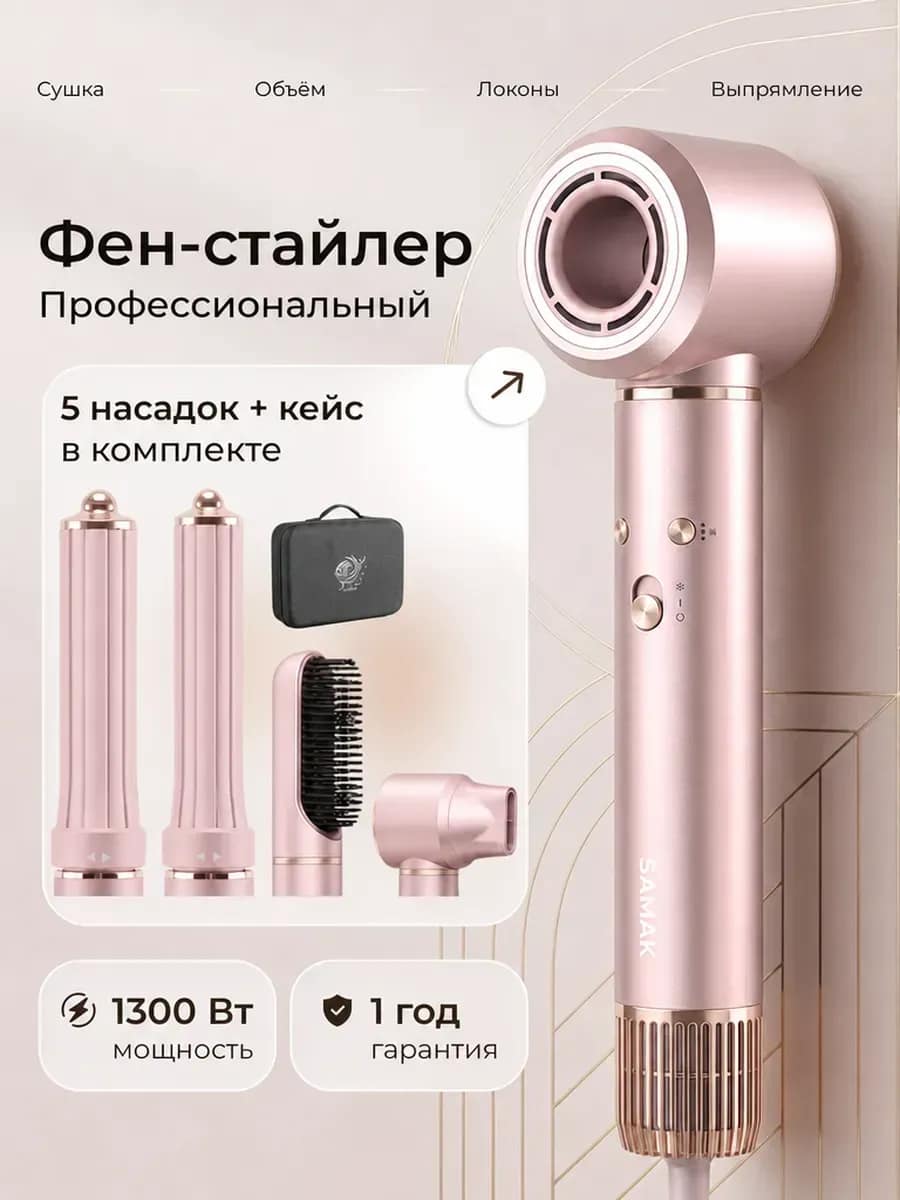 Сушка
Объём
Локоны
Выпрямление
Фен-стайлер
Профессиональный
5 насадок + кейс
в комплекте
SAMAK
1300 Вт
мощность
1 год
гарантия